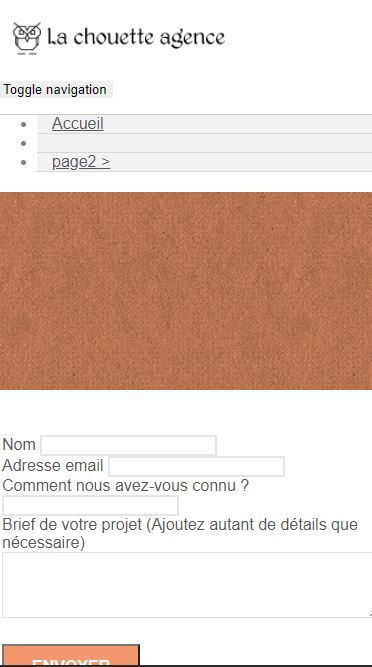 La chouette agence
Toggle navigation
Accueil
page2 >
Nom
Adresse email
Comment nous avez-vous connu ?
Brief de votre projet (Ajoutez autant de détails que
nécessaire)
ENVOYER